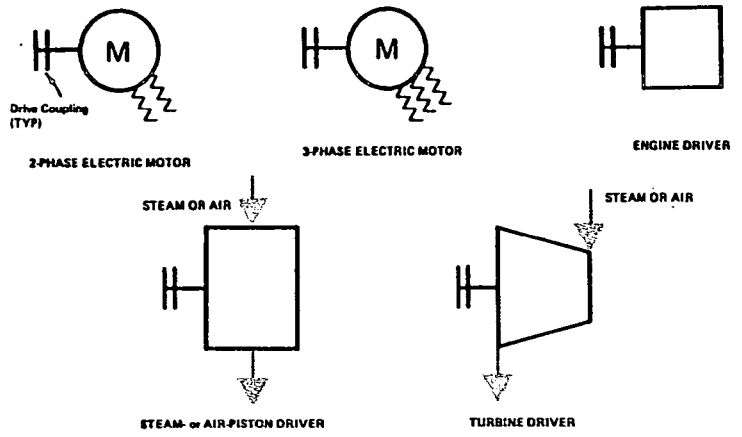 M
M
Drive Coupling
(TYP)
2-PHASE ELECTRIC MOTOR
3-PHASE ELECTRIC MOTOR
ENGINE DRIVER
STEAM OR AIR
STEAM OR AIR
STEAM- or AIR-PISTON DRIVER
TURBINE DRIVER